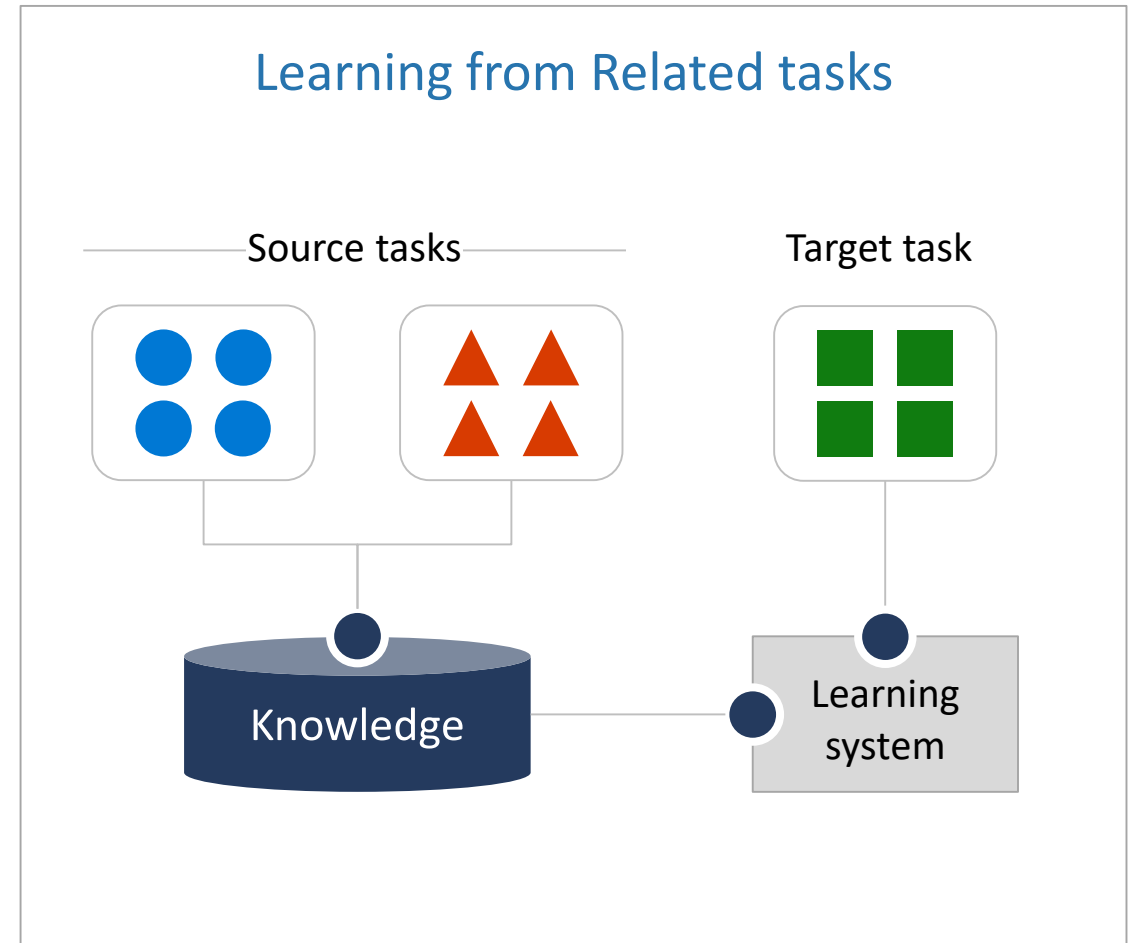 Learning from Related tasks
Source tasks
Target task
Knowledge
Learning
system